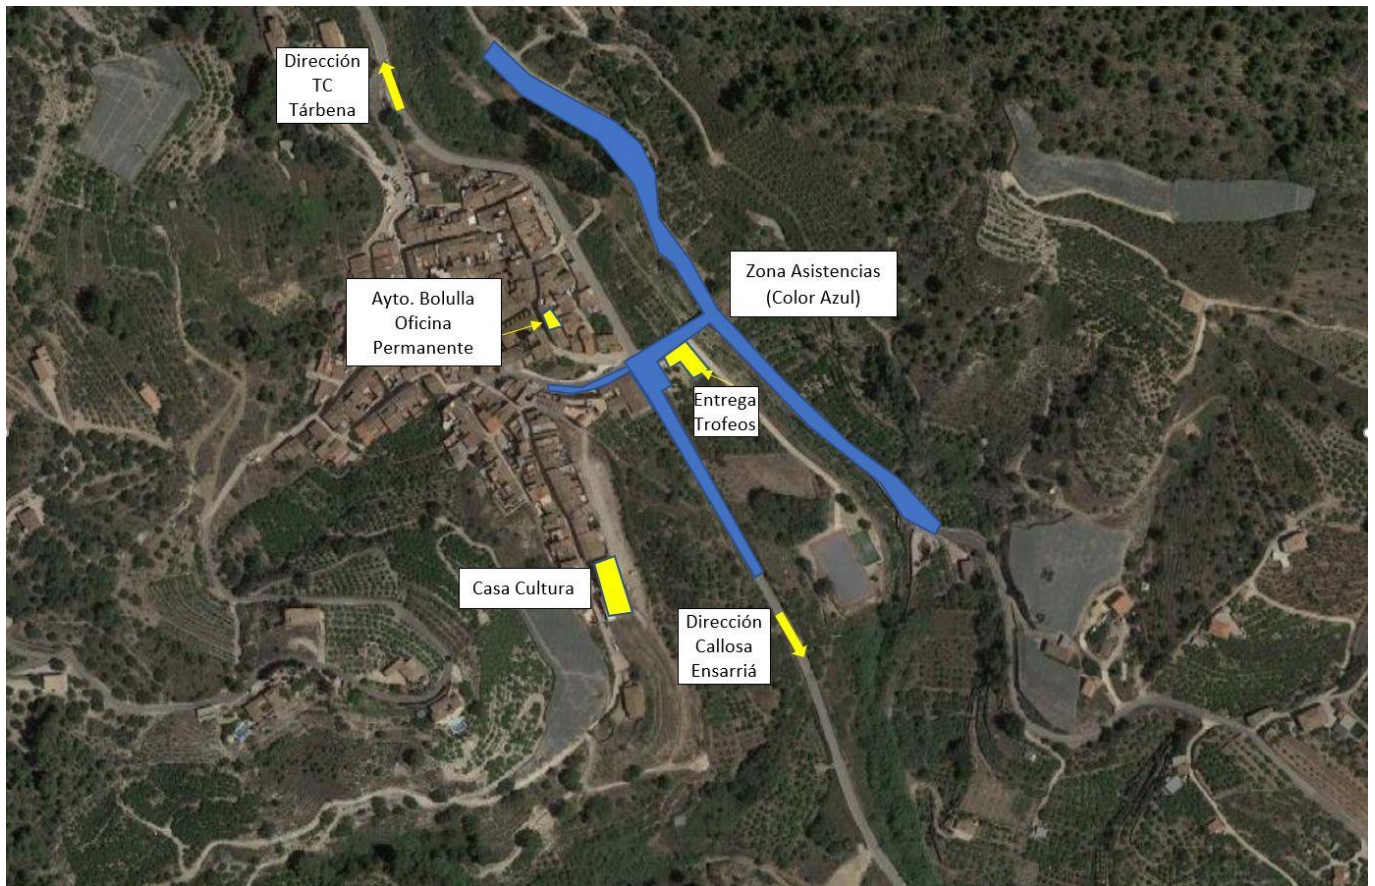 Dirección
TC
Tárbena
Zona Asistencias
(Color Azul)
Ayto. Bolulla
Oficina
Permanente
Entrega
Trofeos
Casa Cultura
Dirección
Callosa
Ensarriá